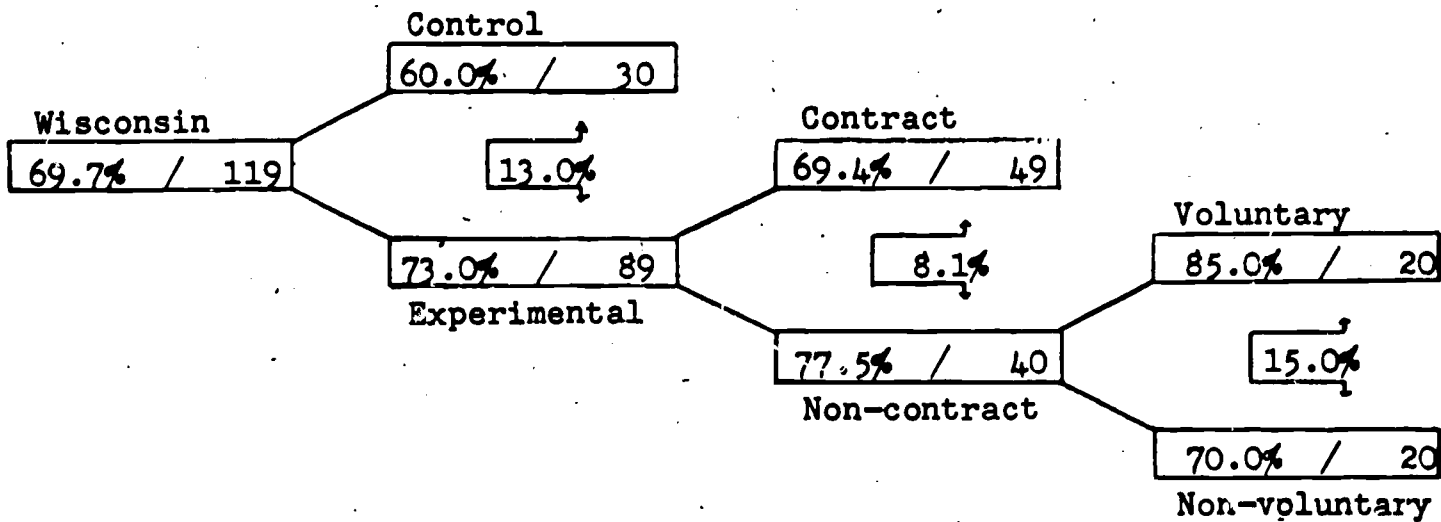 Control
60.0% / 30
Wisconsin
69.7% / 119
13.0%
Contract
69.4% / 49
73.0% / 89
Experimental
8.1%
Voluntary
85.0% / 20
77.5% / 40
Non-contract
15.0%
70.0% / 20
Non-voluntary